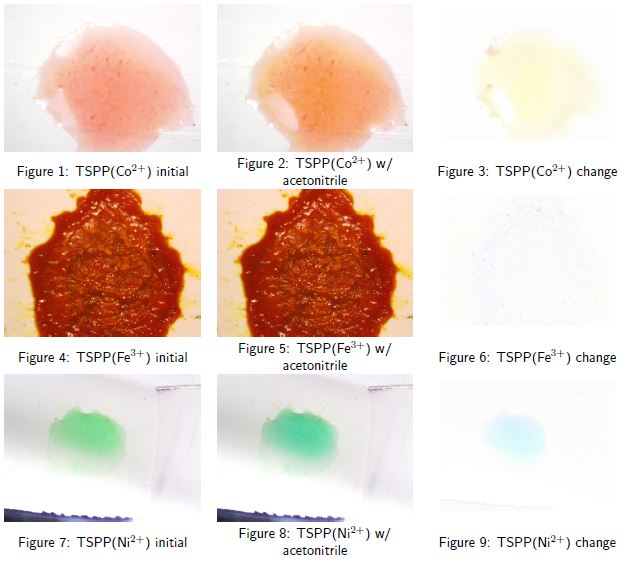 Figure 1: TSPP(Co²⁺) initial
Figure 2: TSPP(Co²⁺) w/
acetonitrile
Figure 3: TSPP(Co²⁺) change
Figure 4: TSPP(Fe³⁺) initial
Figure 5: TSPP(Fe³⁺) w/
acetonitrile
Figure 6: TSPP(Fe³⁺) change
Figure 7: TSPP(Ni²⁺) initial
Figure 8: TSPP(Ni²⁺) w/
acetonitrile
Figure 9: TSPP(Ni²⁺) change